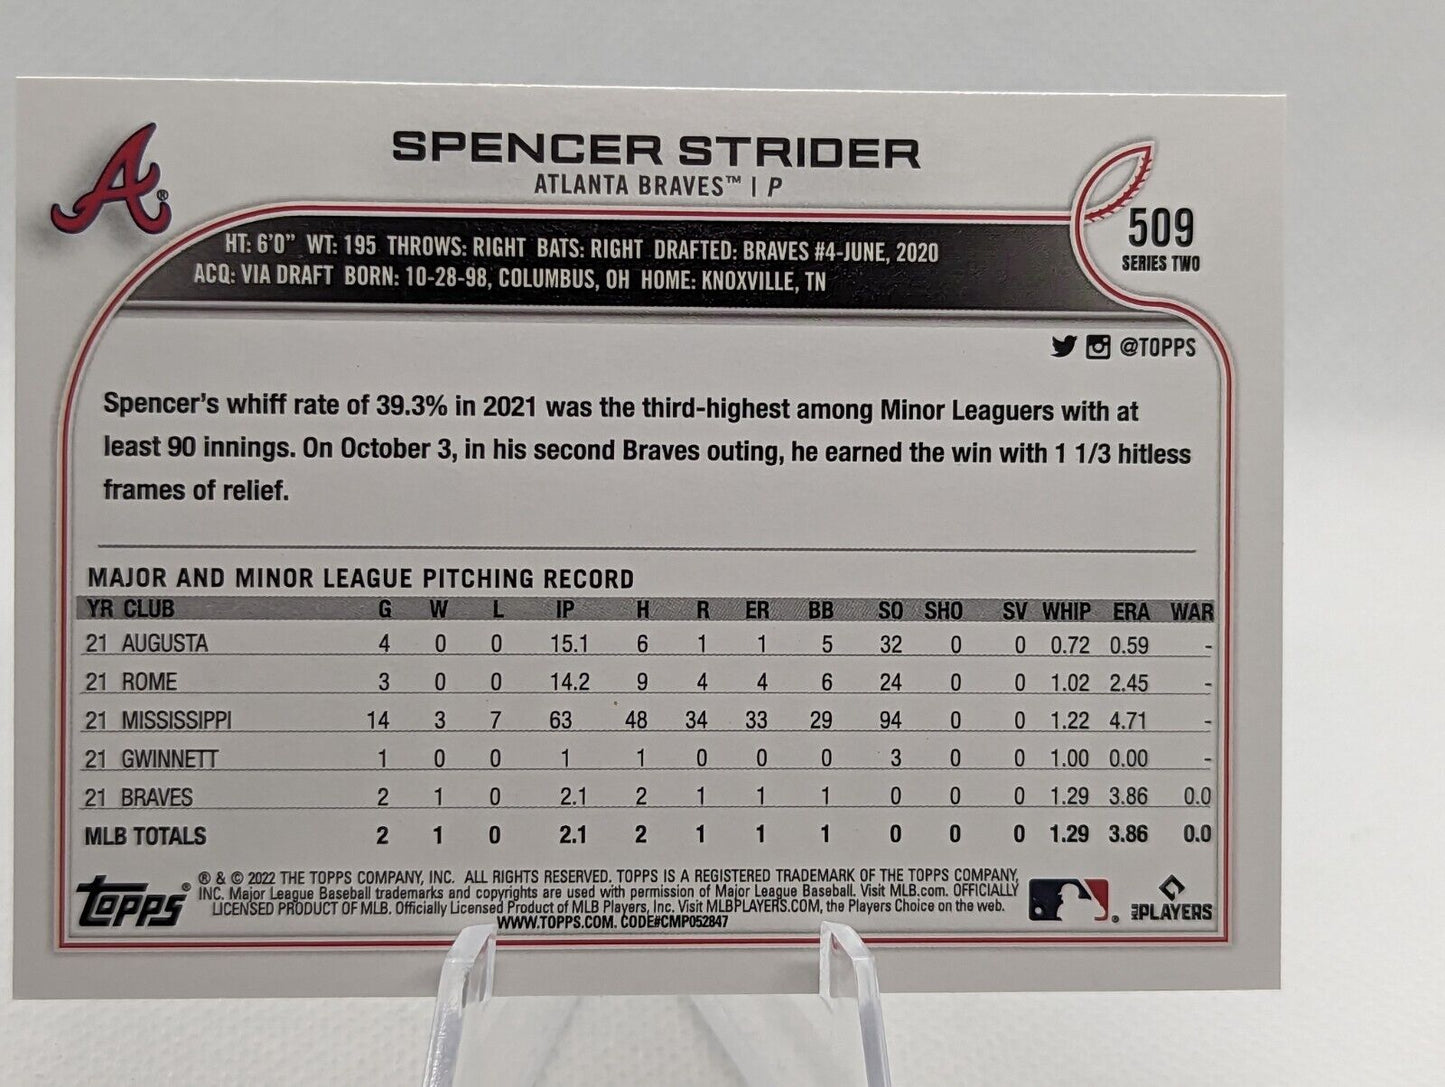 A ®
SPENCER STRIDER
ATLANTA BRAVES™ | P
509
SERIES TWO
HT: 6'0" WT: 195 THROWS: RIGHT BATS: RIGHT DRAFTED: BRAVES #4-JUNE, 2020
ACQ: VIA DRAFT BORN: 10-28-98, COLUMBUS, OH HOME: KNOXVILLE, TN
@TOPPS
Spencer's whiff rate of 39.3% in 2021 was the third-highest among Minor Leaguers with at
least 90 innings. On October 3, in his second Braves outing, he earned the win with 1 1/3 hitless
frames of relief.
MAJOR AND MINOR LEAGUE PITCHING RECORD
YR CLUB G W L IP H R ER BB SO SHO SV WHIP ERA WAR
21 AUGUSTA 4 0 0 15.1 6 1 1 5 32 0 0 0.72 0.59 -
21 ROME 3 0 0 14.2 9 4 4 6 24 0 0 1.02 2.45 -
21 MISSISSIPPI 14 3 7 63 48 34 33 29 94 0 0 1.22 4.71 -
21 GWINNETT 1 0 0 1 1 0 0 0 3 0 0 1.00 0.00 -
21 BRAVES 2 1 0 2.1 2 1 1 1 0 0 0 1.29 3.86 0.0
MLB TOTALS 2 1 0 2.1 2 1 1 1 0 0 0 1.29 3.86 0.0
TOPPS ®
® & © 2022 THE TOPPS COMPANY, INC. ALL RIGHTS RESERVED. TOPPS IS A REGISTERED TRADEMARK OF THE TOPPS COMPANY,
INC. Major League Baseball trademarks and copyrights are used with permission of Major League Baseball. Visit MLB.com. OFFICIALLY
LICENSED PRODUCT OF MLB. Officially Licensed Product of MLB Players, Inc. Visit MLBPLAYERS.COM, the Players Choice on the web.
WWW.TOPPS.COM. CODE#CMP052847
®
MLB PLAYERS